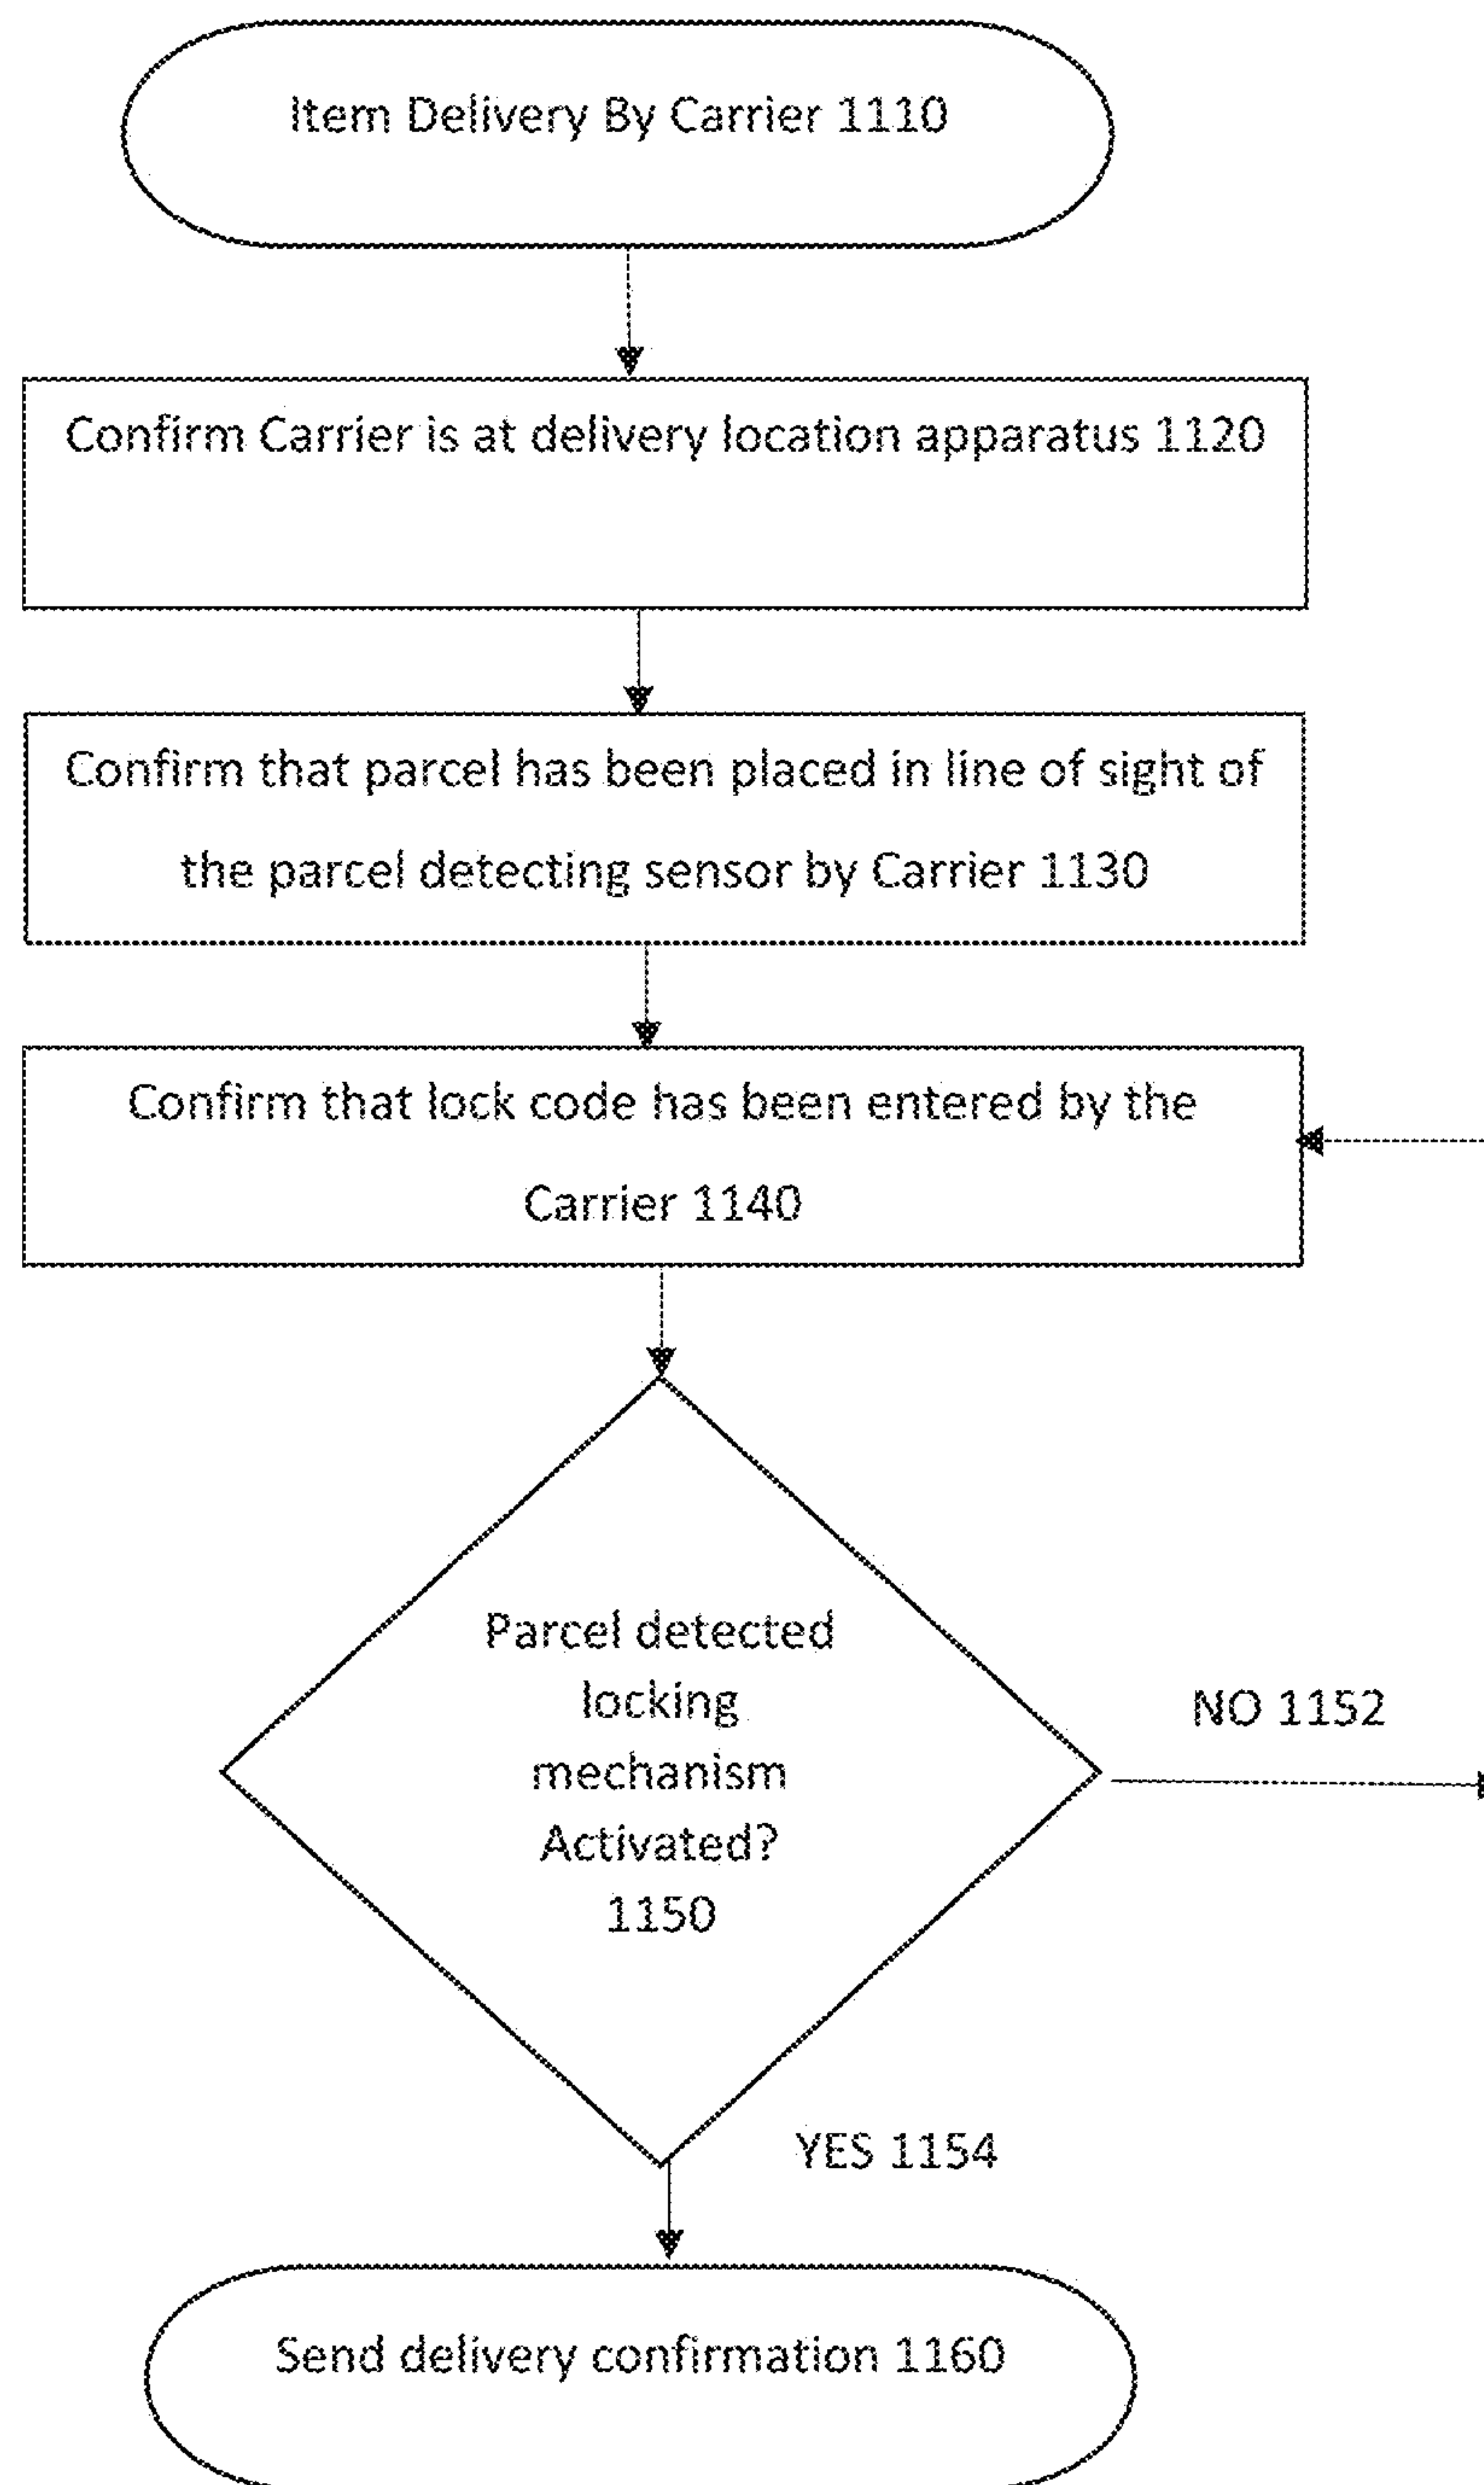 Item Delivery By Carrier 1110
Confirm Carrier is at delivery location apparatus 1120
Confirm that parcel has been placed in line of sight of
the parcel detecting sensor by Carrier 1130
Confirm that lock code has been entered by the
Carrier 1140
Parcel detected
locking
mechanism
Activated?
1150
NO 1152
YES 1154
Send delivery confirmation 1160